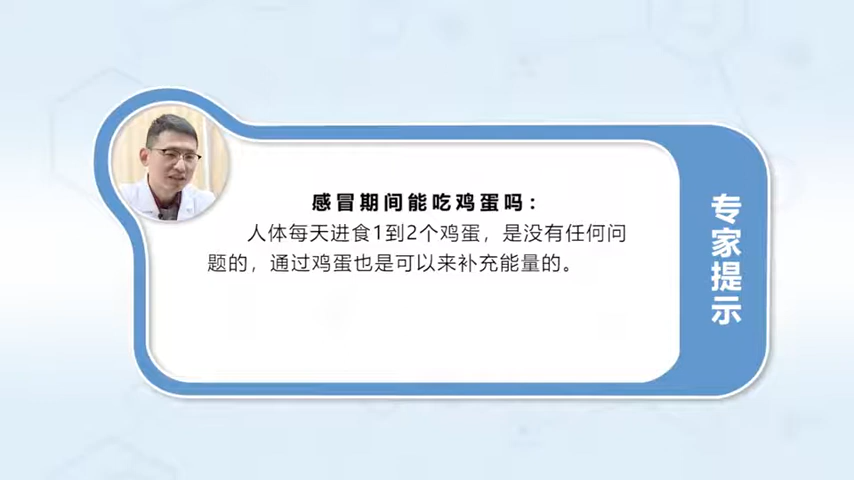 感冒期间能吃鸡蛋吗：
人体每天进食1到2个鸡蛋，是没有任何问
题的，通过鸡蛋也是可以来补充能量的。
专家提示